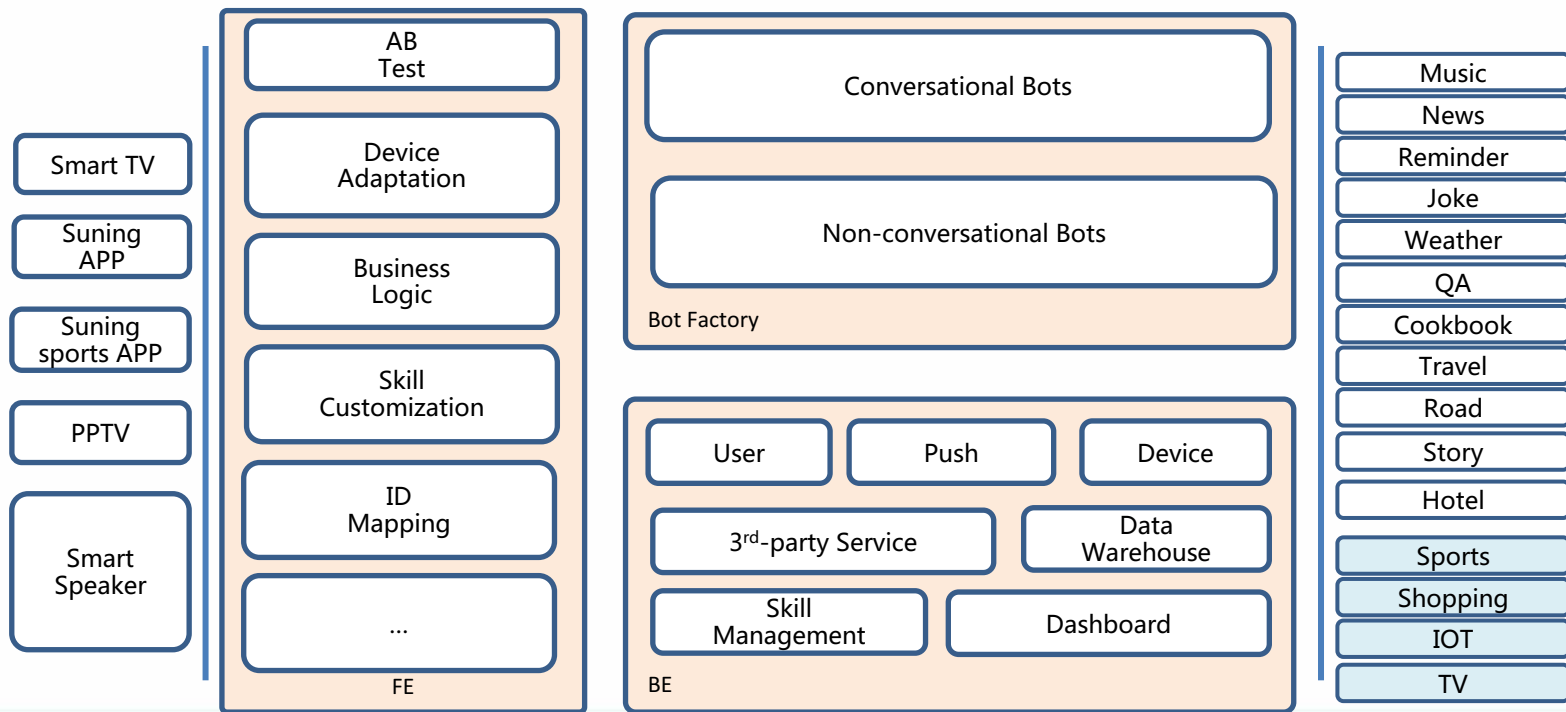 Smart TV
Suning
APP
Suning
sports APP
PPTV
Smart
Speaker
AB
Test
Device
Adaptation
Business
Logic
Skill
Customization
ID
Mapping
...
FE
Conversational Bots
Non-conversational Bots
Bot Factory
User
Push
Device
3rd-party Service
Data
Warehouse
Skill
Management
Dashboard
BE
Music
News
Reminder
Joke
Weather
QA
Cookbook
Travel
Road
Story
Hotel
Sports
Shopping
IOT
TV